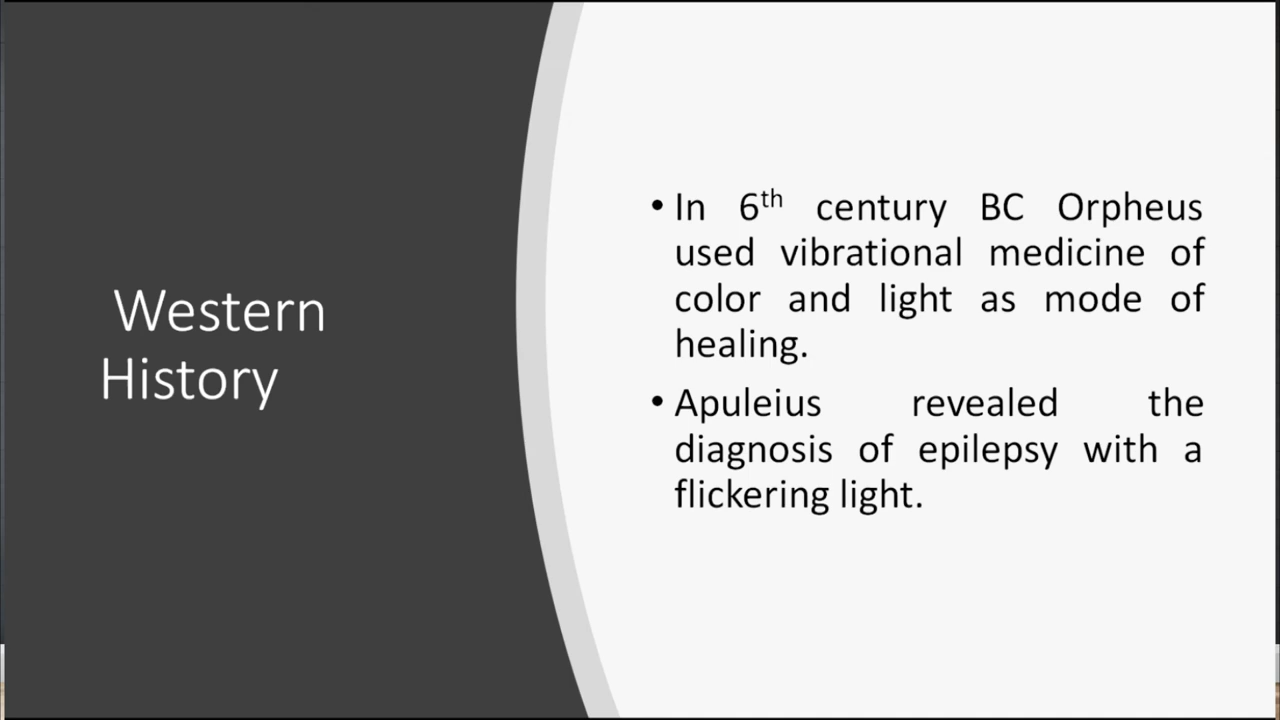 Western
History
• In 6th century BC Orpheus
used vibrational medicine of
color and light as mode of
healing.
• Apuleius revealed the
diagnosis of epilepsy with a
flickering light.